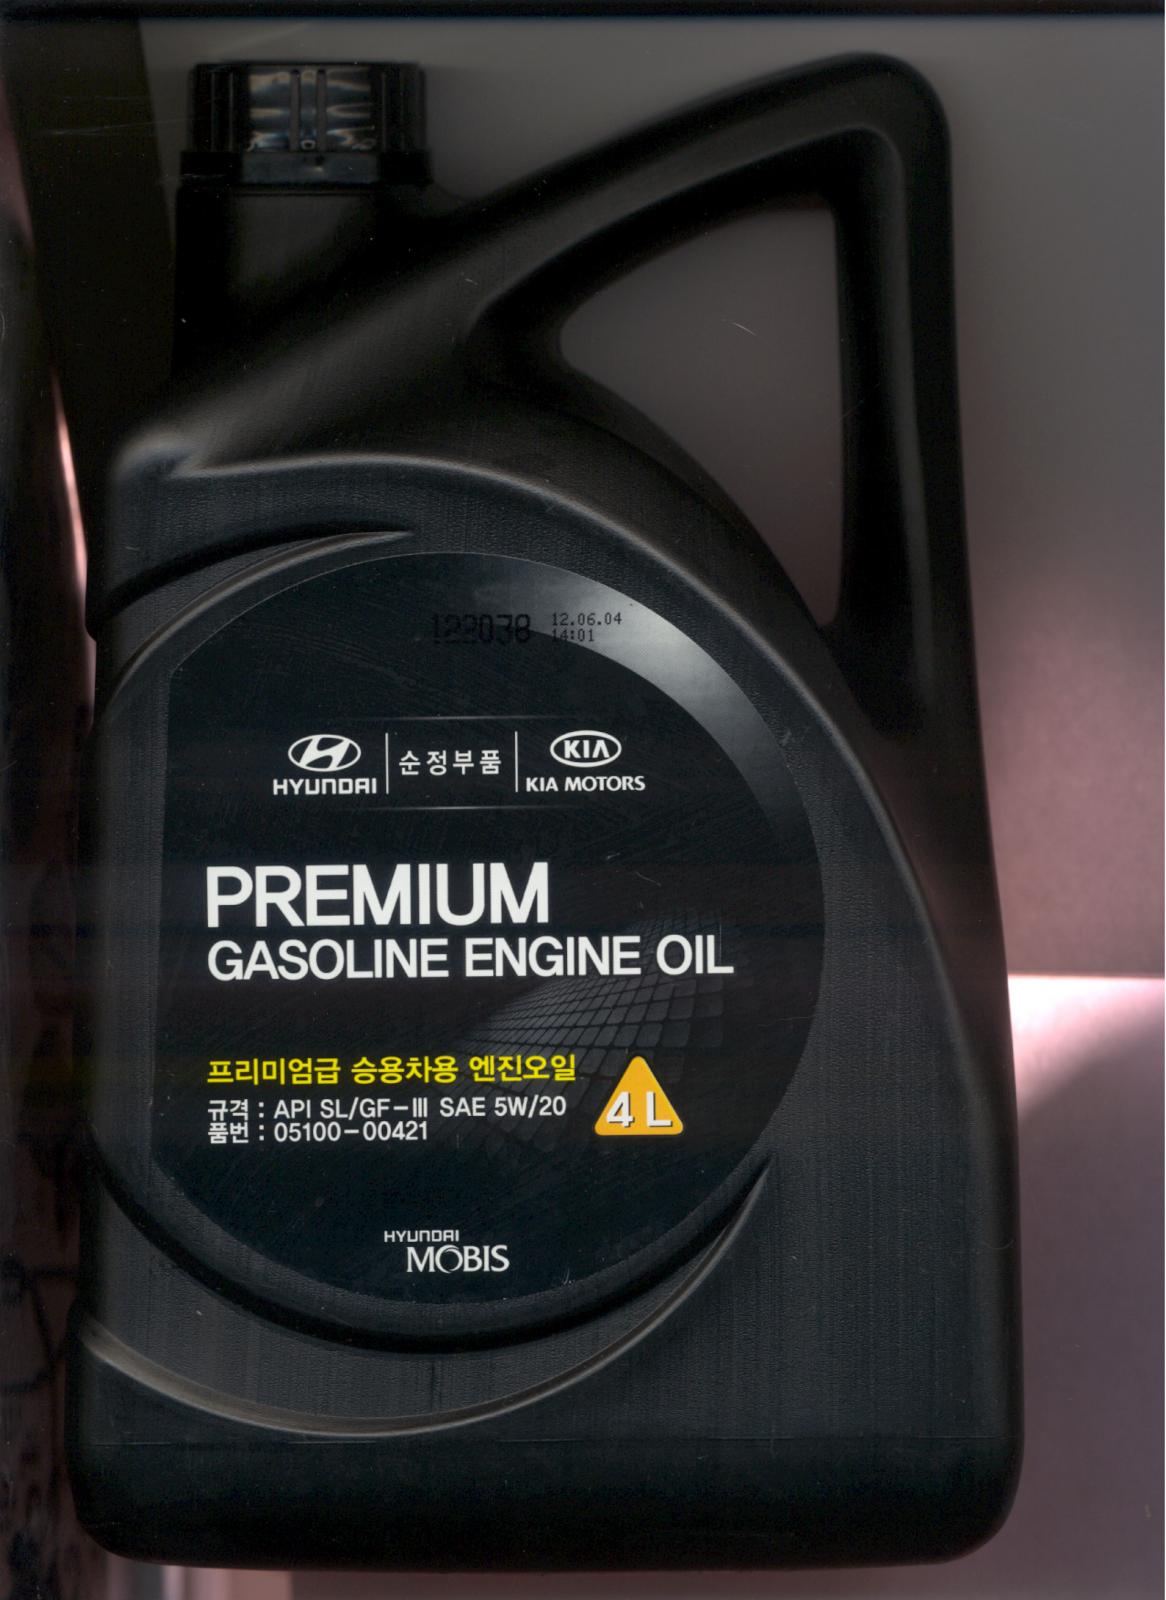 122038 12.06.04
14:01
HYUNDAI 순정부품 KIA
KIA MOTORS
PREMIUM
GASOLINE ENGINE OIL
프리미엄급 승용차용 엔진오일
규격 : API SL/GF-III SAE 5W/20
품번 : 05100-00421
4 L
HYUNDAI
MOBIS